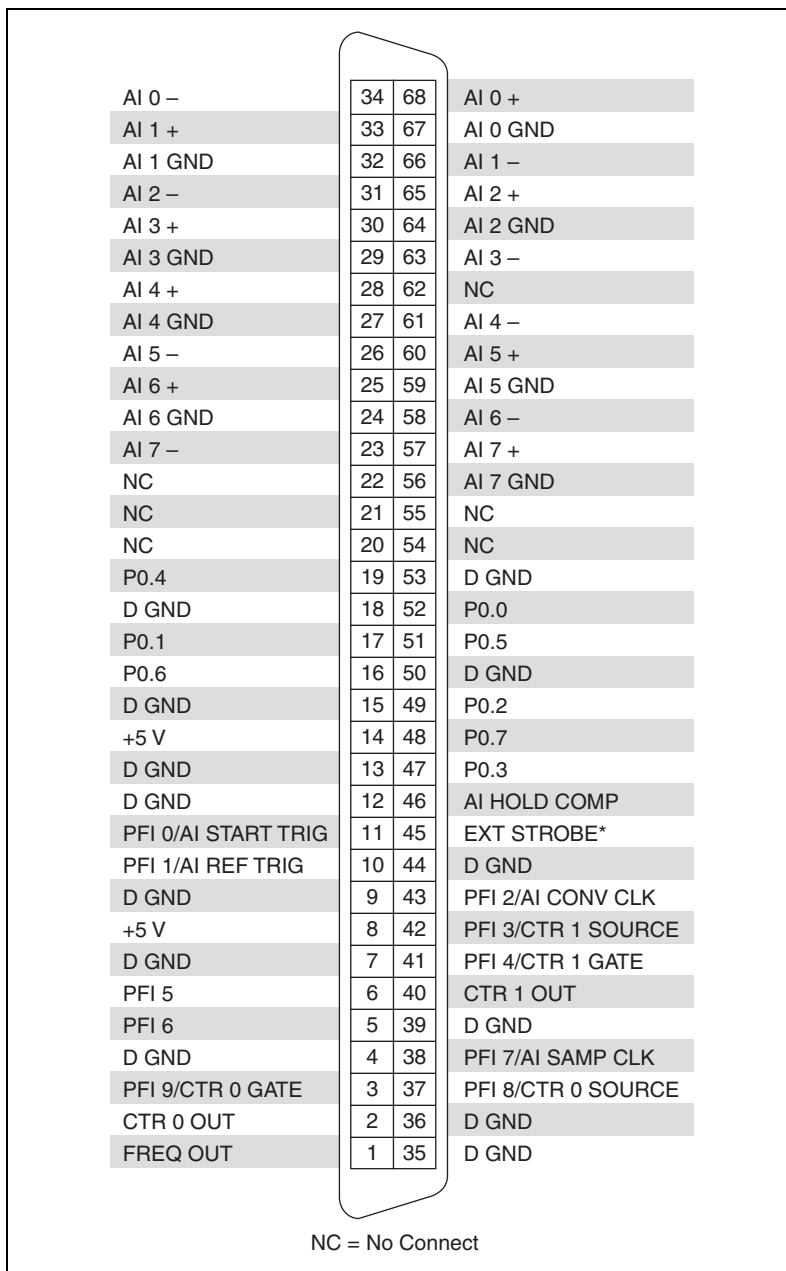 AI 0 – 34 68 AI 0 +
AI 1 + 33 67 AI 0 GND
AI 1 GND 32 66 AI 1 –
AI 2 – 31 65 AI 2 +
AI 3 + 30 64 AI 2 GND
AI 3 GND 29 63 AI 3 –
AI 4 + 28 62 NC
AI 4 GND 27 61 AI 4 –
AI 5 – 26 60 AI 5 +
AI 6 + 25 59 AI 5 GND
AI 6 GND 24 58 AI 6 –
AI 7 – 23 57 AI 7 +
NC 22 56 AI 7 GND
NC 21 55 NC
NC 20 54 NC
P0.4 19 53 D GND
D GND 18 52 P0.0
P0.1 17 51 P0.5
P0.6 16 50 D GND
D GND 15 49 P0.2
+5 V 14 48 P0.7
D GND 13 47 P0.3
D GND 12 46 AI HOLD COMP
PFI 0/AI START TRIG 11 45 EXT STROBE*
PFI 1/AI REF TRIG 10 44 D GND
D GND 9 43 PFI 2/AI CONV CLK
+5 V 8 42 PFI 3/CTR 1 SOURCE
D GND 7 41 PFI 4/CTR 1 GATE
PFI 5 6 40 CTR 1 OUT
PFI 6 5 39 D GND
D GND 4 38 PFI 7/AI SAMP CLK
PFI 9/CTR 0 GATE 3 37 PFI 8/CTR 0 SOURCE
CTR 0 OUT 2 36 D GND
FREQ OUT 1 35 D GND
NC = No Connect